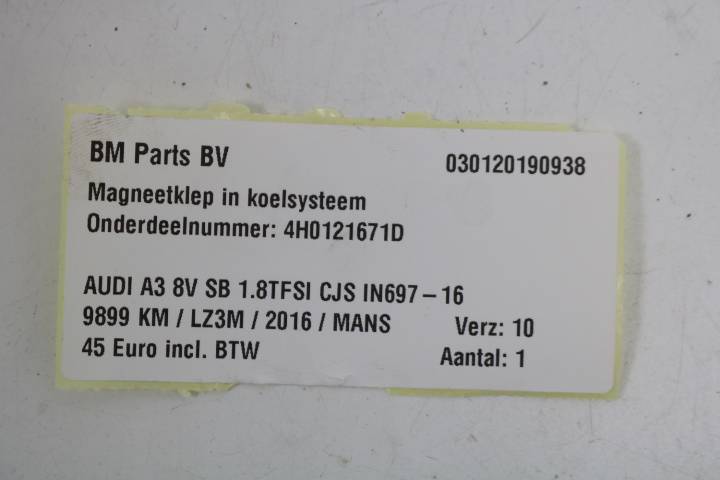 BM Parts BV 030120190938
Magneetklep in koelsysteem
Onderdeelnummer: 4H0121671D
AUDI A3 8V SB 1.8TFSI CJS IN697-16
9899 KM / LZ3M / 2016 / MANS Verz: 10
45 Euro incl. BTW Aantal: 1